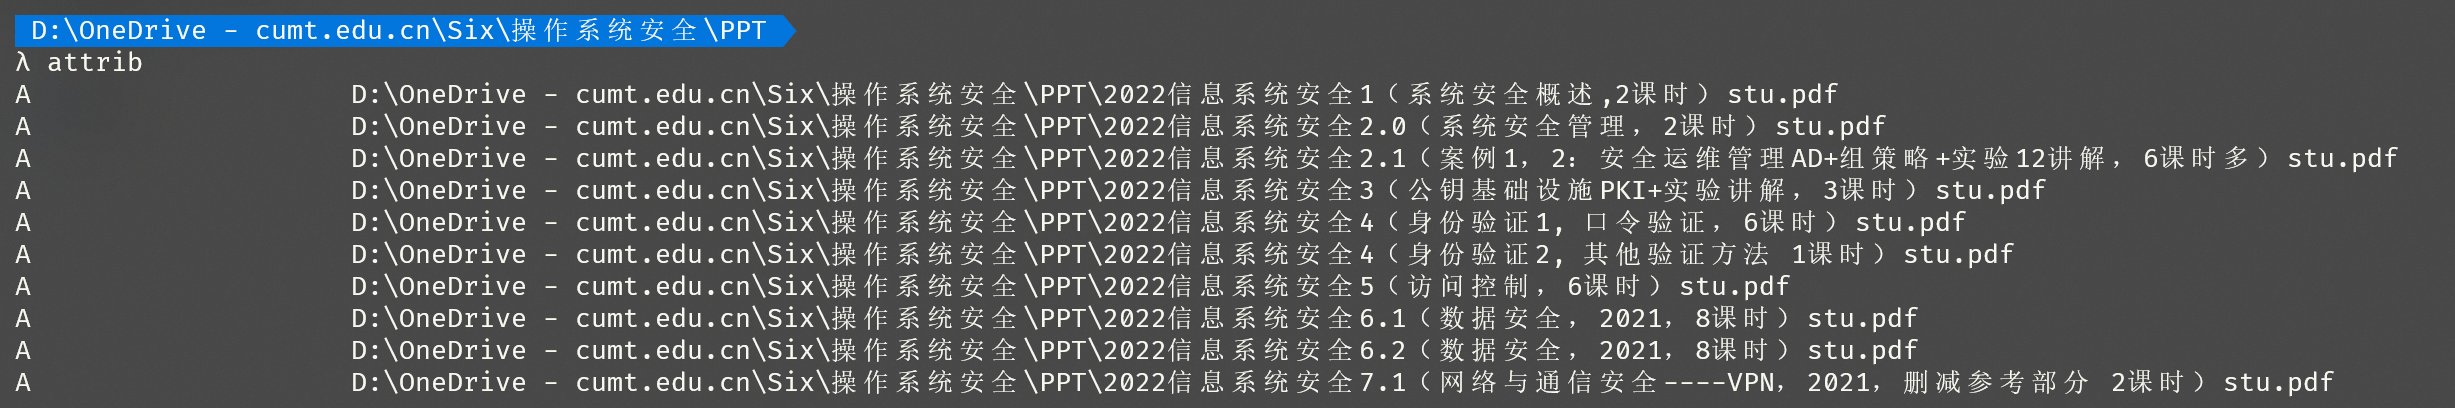 D:\OneDrive - cumt.edu.cn\Six\操作系统安全\PPT
λ attrib
A                    D:\OneDrive - cumt.edu.cn\Six\操作系统安全\PPT\2022信息系统安全1（系统安全概述,2课时）stu.pdf
A                    D:\OneDrive - cumt.edu.cn\Six\操作系统安全\PPT\2022信息系统安全2.0（系统安全管理，2课时）stu.pdf
A                    D:\OneDrive - cumt.edu.cn\Six\操作系统安全\PPT\2022信息系统安全2.1（案例1，2：安全运维管理AD+组策略+实验12讲解，6课时多）stu.pdf
A                    D:\OneDrive - cumt.edu.cn\Six\操作系统安全\PPT\2022信息系统安全3（公钥基础设施PKI+实验讲解，3课时）stu.pdf
A                    D:\OneDrive - cumt.edu.cn\Six\操作系统安全\PPT\2022信息系统安全4（身份验证1, 口令验证，6课时）stu.pdf
A                    D:\OneDrive - cumt.edu.cn\Six\操作系统安全\PPT\2022信息系统安全4（身份验证2, 其他验证方法 1课时）stu.pdf
A                    D:\OneDrive - cumt.edu.cn\Six\操作系统安全\PPT\2022信息系统安全5（访问控制，6课时）stu.pdf
A                    D:\OneDrive - cumt.edu.cn\Six\操作系统安全\PPT\2022信息系统安全6.1（数据安全，2021，8课时）stu.pdf
A                    D:\OneDrive - cumt.edu.cn\Six\操作系统安全\PPT\2022信息系统安全6.2（数据安全，2021，8课时）stu.pdf
A                    D:\OneDrive - cumt.edu.cn\Six\操作系统安全\PPT\2022信息系统安全7.1（网络与通信安全----VPN，2021，删减参考部分 2课时）stu.pdf